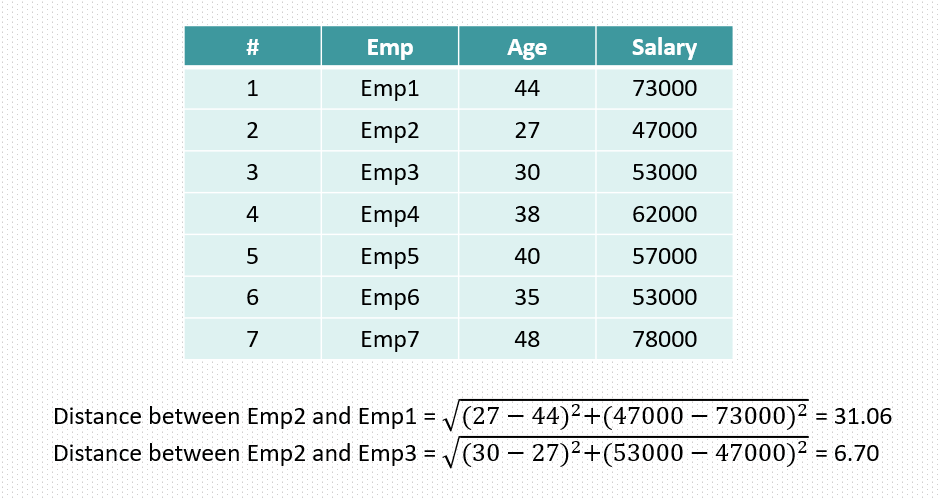 # Emp Age Salary
1 Emp1 44 73000
2 Emp2 27 47000
3 Emp3 30 53000
4 Emp4 38 62000
5 Emp5 40 57000
6 Emp6 35 53000
7 Emp7 48 78000
Distance between Emp2 and Emp1 = √(27 − 44)²+(47000 − 73000)² = 31.06
Distance between Emp2 and Emp3 = √(30 − 27)²+(53000 − 47000)² = 6.70